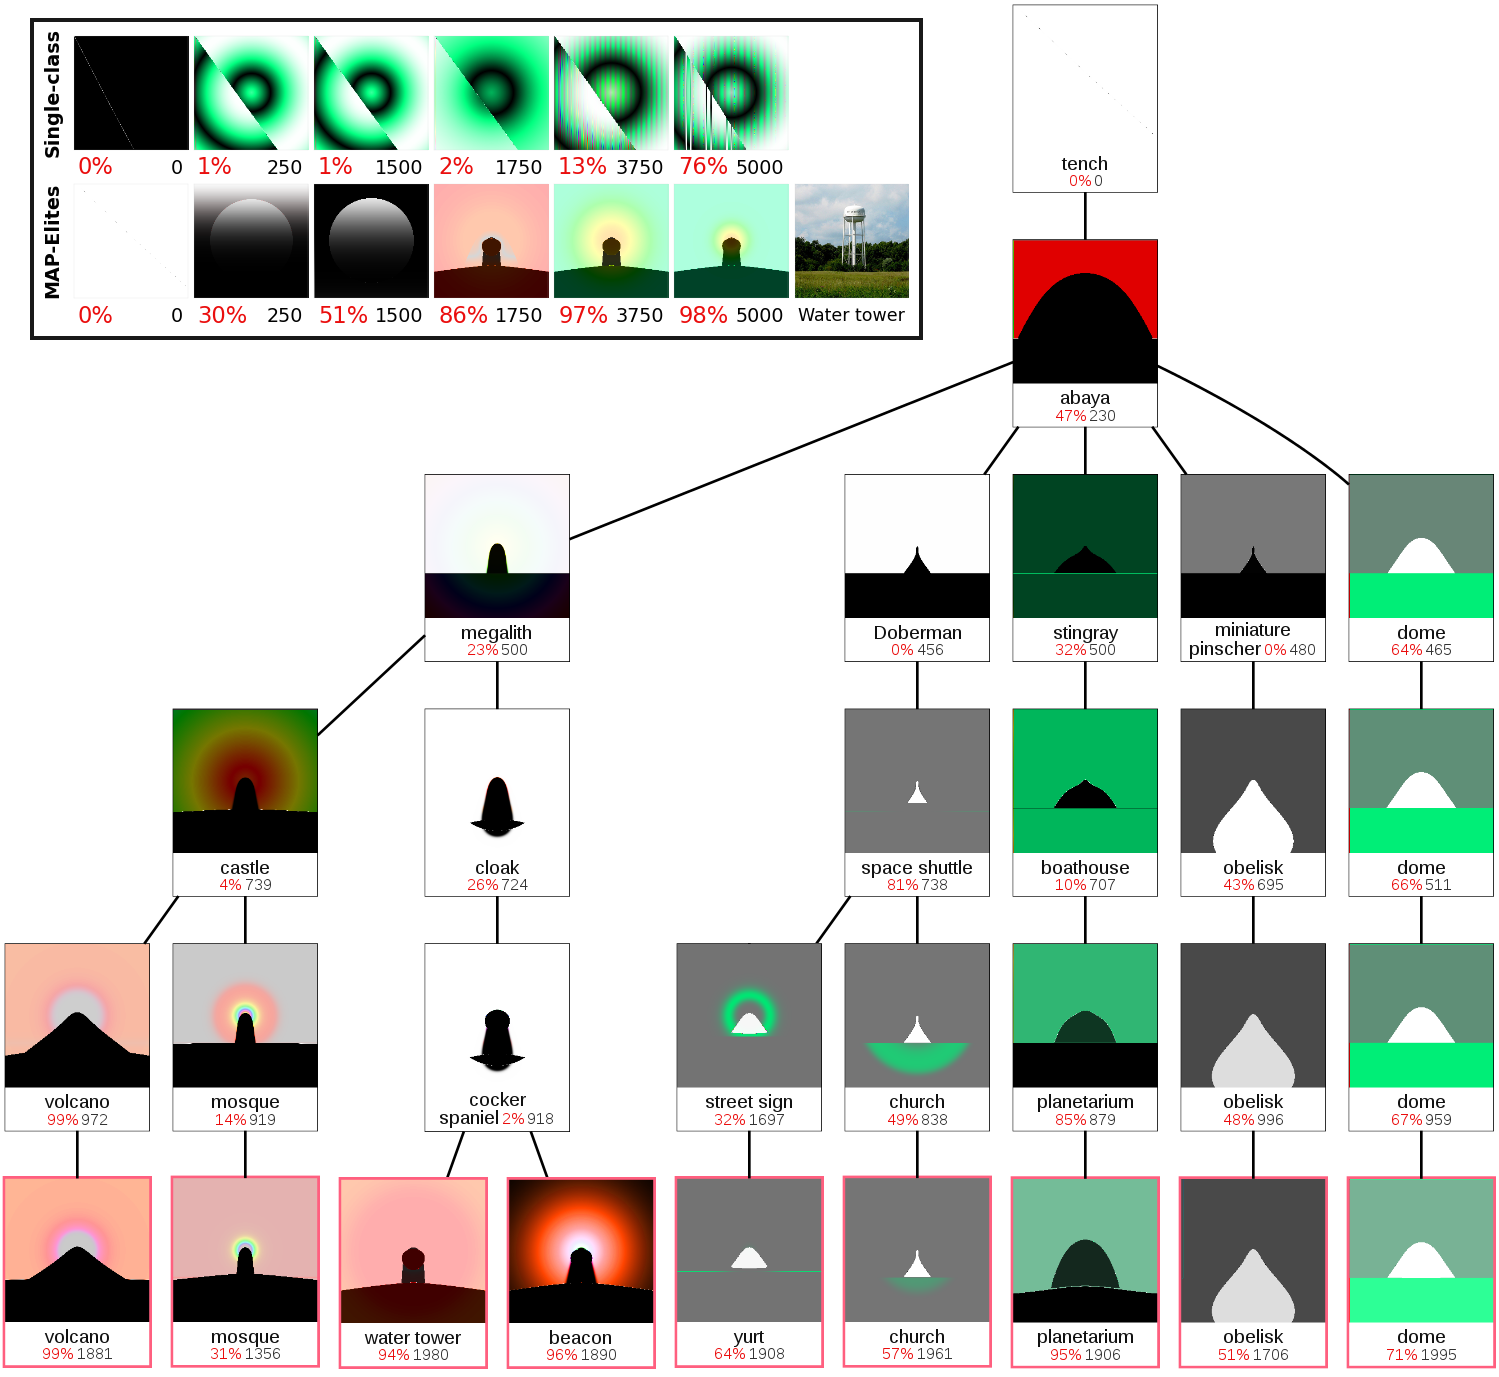 Single-class
0% 0
1% 250
1% 1500
2% 1750
13% 3750
76% 5000
MAP-Elites
0% 0
30% 250
51% 1500
86% 1750
97% 3750
98% 5000
Water tower
tench
0% 0
abaya
47% 230
megalith
23% 500
Doberman
0% 456
stingray
32% 500
miniature
pinscher 0% 480
dome
64% 465
castle
4% 739
cloak
26% 724
space shuttle
81% 738
boathouse
10% 707
obelisk
43% 695
dome
66% 511
volcano
99% 972
mosque
14% 919
cocker
spaniel 2% 918
street sign
32% 1697
church
49% 838
planetarium
85% 879
obelisk
48% 996
dome
67% 959
volcano
99% 1881
mosque
31% 1356
water tower
94% 1980
beacon
96% 1890
yurt
64% 1908
church
57% 1961
planetarium
95% 1906
obelisk
51% 1706
dome
71% 1995